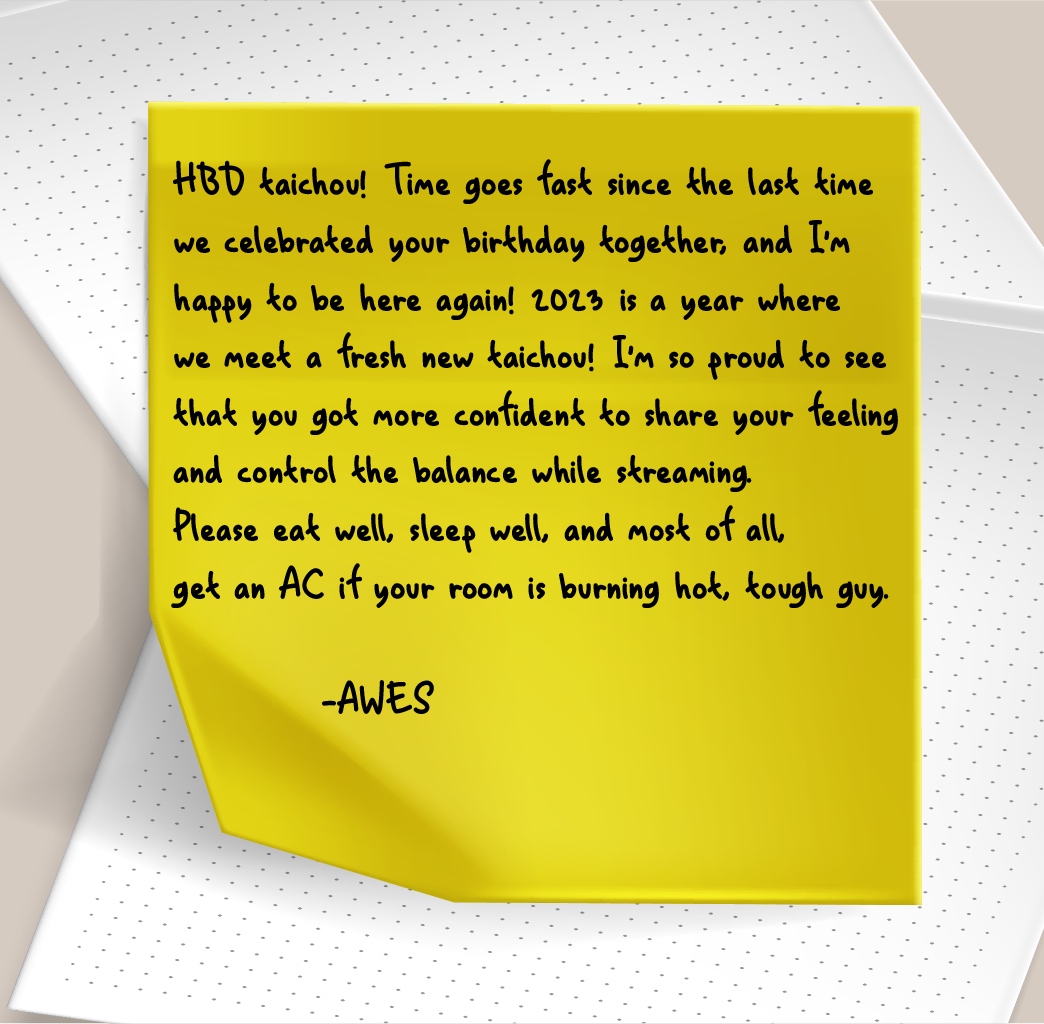 HBD taichou! Time goes fast since the last time
we celebrated your birthday together, and I'm
happy to be here again! 2023 is a year where
we meet a fresh new taichou! I'm so proud to see
that you got more confident to share your feeling
and control the balance while streaming.
Please eat well, sleep well, and most of all,
get an AC if your room is burning hot, tough guy.
-AWES